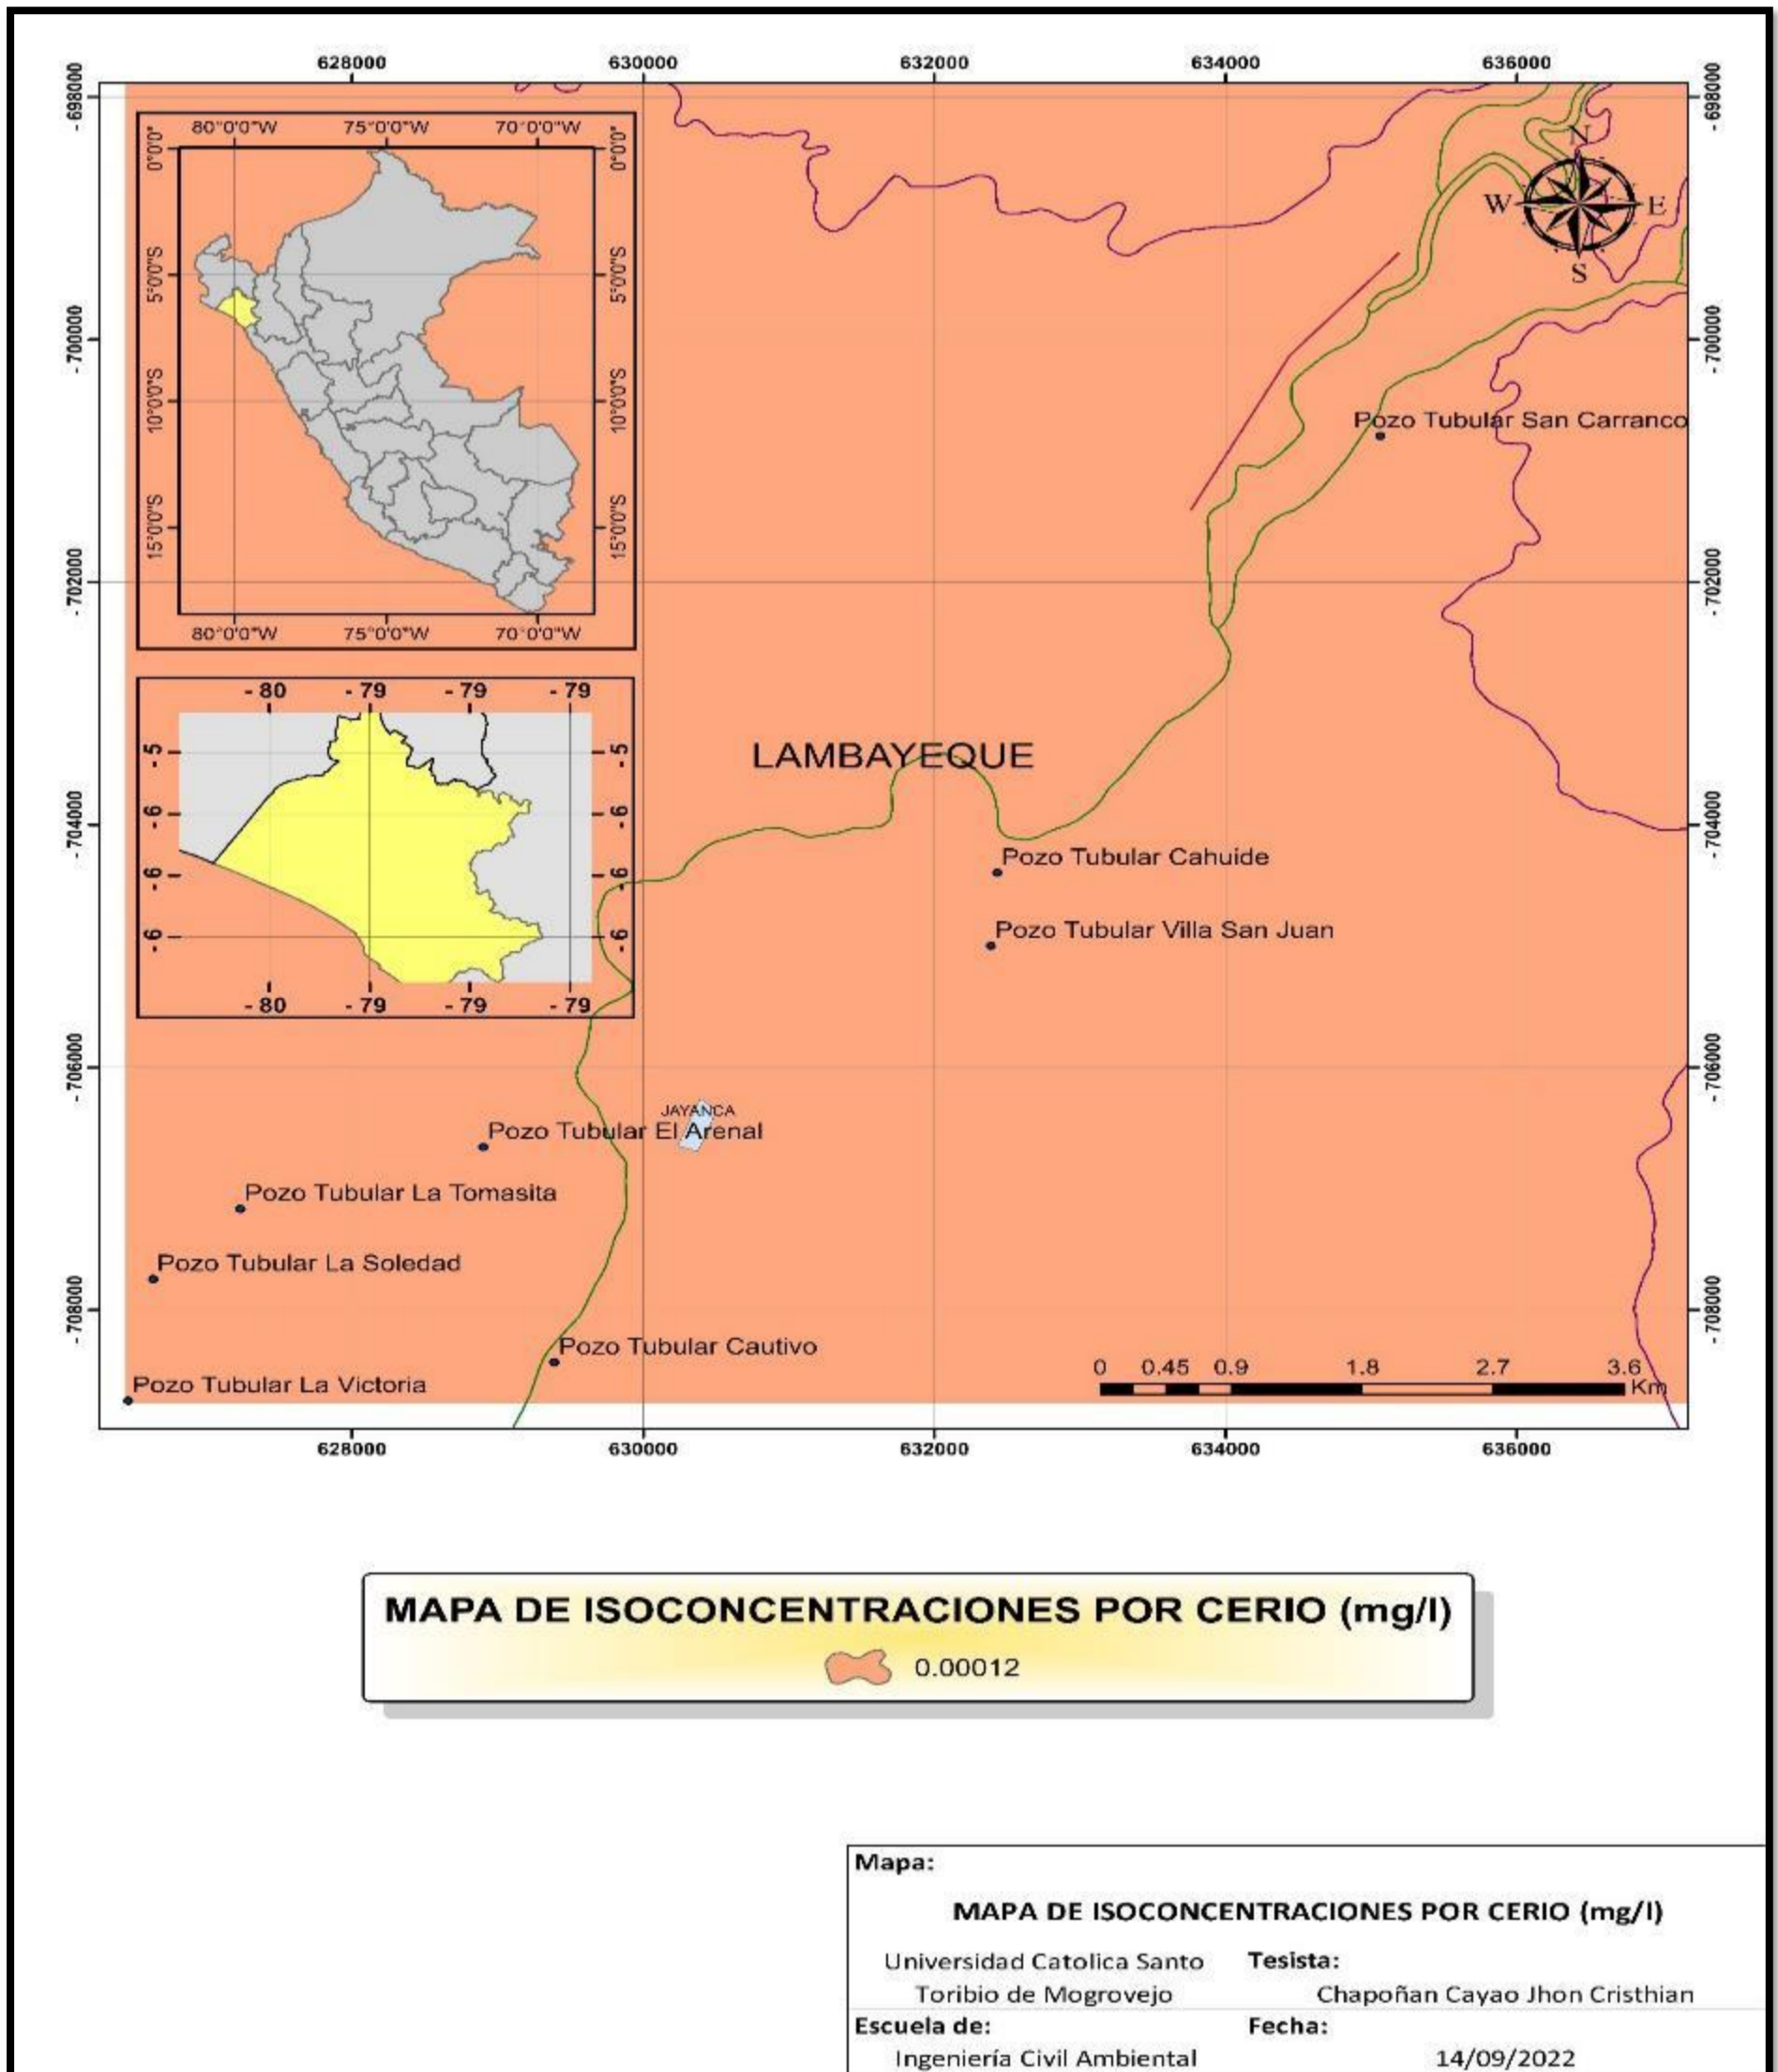 628000 630000 632000 634000 636000
- 698000 - 698000
80°0'0"W 75°0'0"W 70°0'0"W
0°0'0" 0°0'0"
N
W E
S
5°0'0"S 5°0'0"S
- 700000 - 700000
10°0'0"S 10°0'0"S
Pozo Tubular San Carranco
15°0'0"S 15°0'0"S
- 702000 - 702000
80°0'0"W 75°0'0"W 70°0'0"W
- 80 - 79 - 79 - 79
- 5 - 5
LAMBAYEQUE
- 6 - 6
- 704000 - 704000
Pozo Tubular Cahuide
- 6 - 6
Pozo Tubular Villa San Juan
- 6 - 6
- 80 - 79 - 79 - 79
- 706000 - 706000
JAYANCA
Pozo Tubular El Arenal
Pozo Tubular La Tomasita
Pozo Tubular La Soledad
- 708000 - 708000
Pozo Tubular Cautivo
0 0.45 0.9 1.8 2.7 3.6
Km
Pozo Tubular La Victoria
628000 630000 632000 634000 636000
MAPA DE ISOCONCENTRACIONES POR CERIO (mg/l)
0.00012
Mapa:
MAPA DE ISOCONCENTRACIONES POR CERIO (mg/l)
Universidad Catolica Santo Tesista:
Toribio de Mogrovejo Chapoñan Cayao Jhon Cristhian
Escuela de: Fecha:
Ingeniería Civil Ambiental 14/09/2022